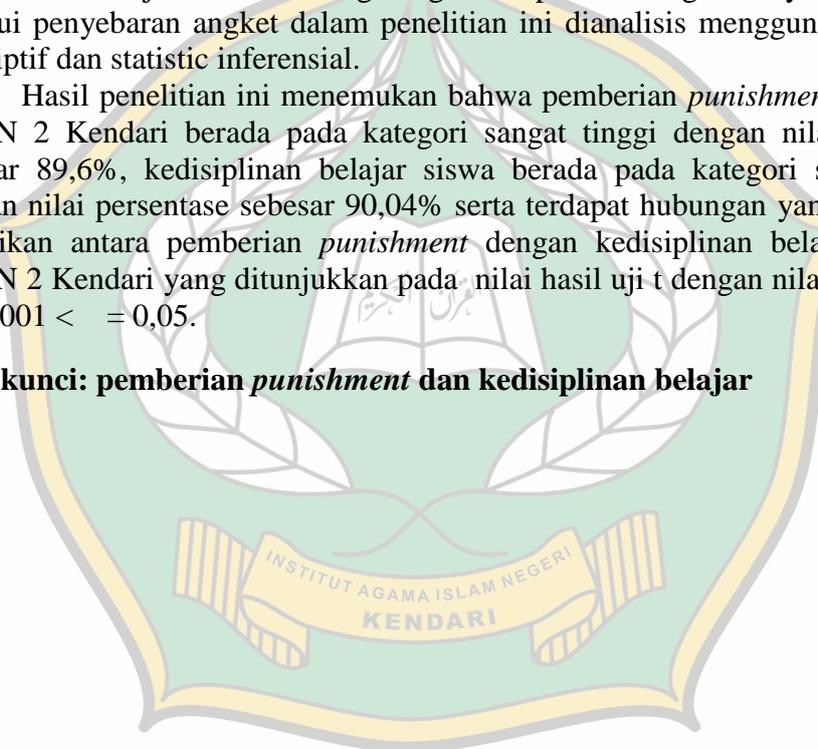 ui penyebaran angket dalam penelitian ini dianalisis menggun
iptif dan statistic inferensial.
Hasil penelitian ini menemukan bahwa pemberian punishmen
N 2 Kendari berada pada kategori sangat tinggi dengan nila
ar 89,6%, kedisiplinan belajar siswa berada pada kategori s
n nilai persentase sebesar 90,04% serta terdapat hubungan yan
ikan antara pemberian punishment dengan kedisiplinan bela
N 2 Kendari yang ditunjukkan pada nilai hasil uji t dengan nila
001 < = 0,05.
kunci: pemberian punishment dan kedisiplinan belajar
القرآن الكريم
INSTITUT AGAMA ISLAM NEGERI
KENDARI